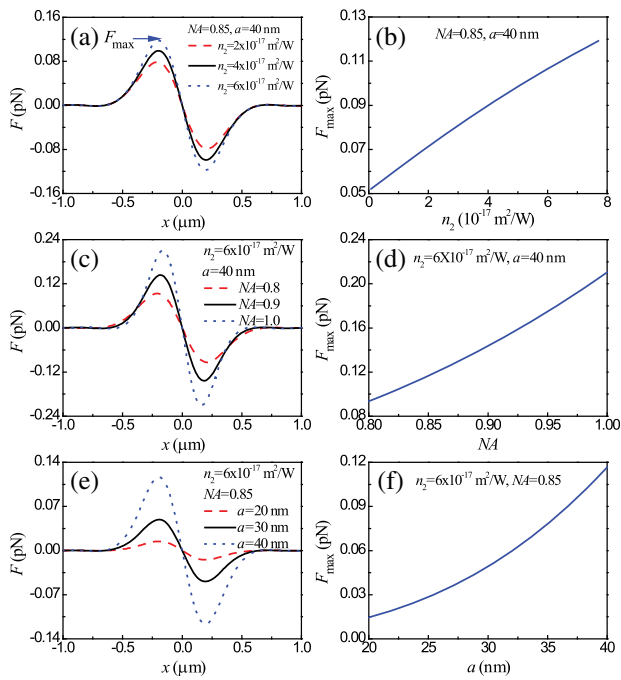 (a)
F_max
NA=0.85, a=40 nm
n₂=2x10⁻¹⁷ m²/W
n₂=4x10⁻¹⁷ m²/W
n₂=6x10⁻¹⁷ m²/W
F (pN)
0.16
0.08
0.00
-0.08
0.16
-1.0 -0.5 0.0 0.5 1.0
x (μm)
(b)
NA=0.85, a=40 nm
F_max (pN)
0.13
0.11
0.09
0.07
0.05
0 2 4 6 8
n₂ (10⁻¹⁷ m²/W)
(c)
n₂=6x10⁻¹⁷ m²/W
a=40 nm
NA=0.8
NA=0.9
NA=1.0
F (pN)
0.24
0.12
0.00
-0.12
-0.24
-1.0 -0.5 0.0 0.5 1.0
x (μm)
(d)
n₂=6X10⁻¹⁷ m²/W, a=40 nm
F_max (pN)
0.24
0.20
0.16
0.12
0.08
0.80 0.85 0.90 0.95 1.00
NA
(e)
n₂=6x10⁻¹⁷ m²/W
NA=0.85
a=20 nm
a=30 nm
a=40 nm
F (pN)
0.14
0.07
0.00
-0.07
-0.14
-1.0 -0.5 0.0 0.5 1.0
x (μm)
(f)
n₂=6x10⁻¹⁷ m²/W, NA=0.85
F_max (pN)
0.12
0.09
0.06
0.03
0.00
20 25 30 35 40
a (nm)